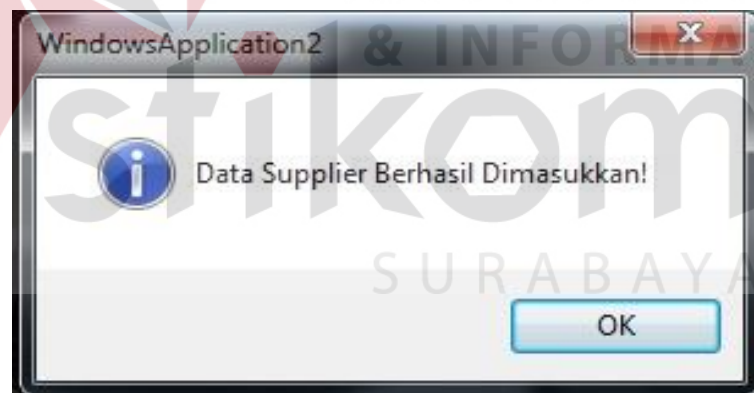 WindowsApplication2
& INFORMA
Data Supplier Berhasil Dimasukkan!
stikom
SURABAYA
OK